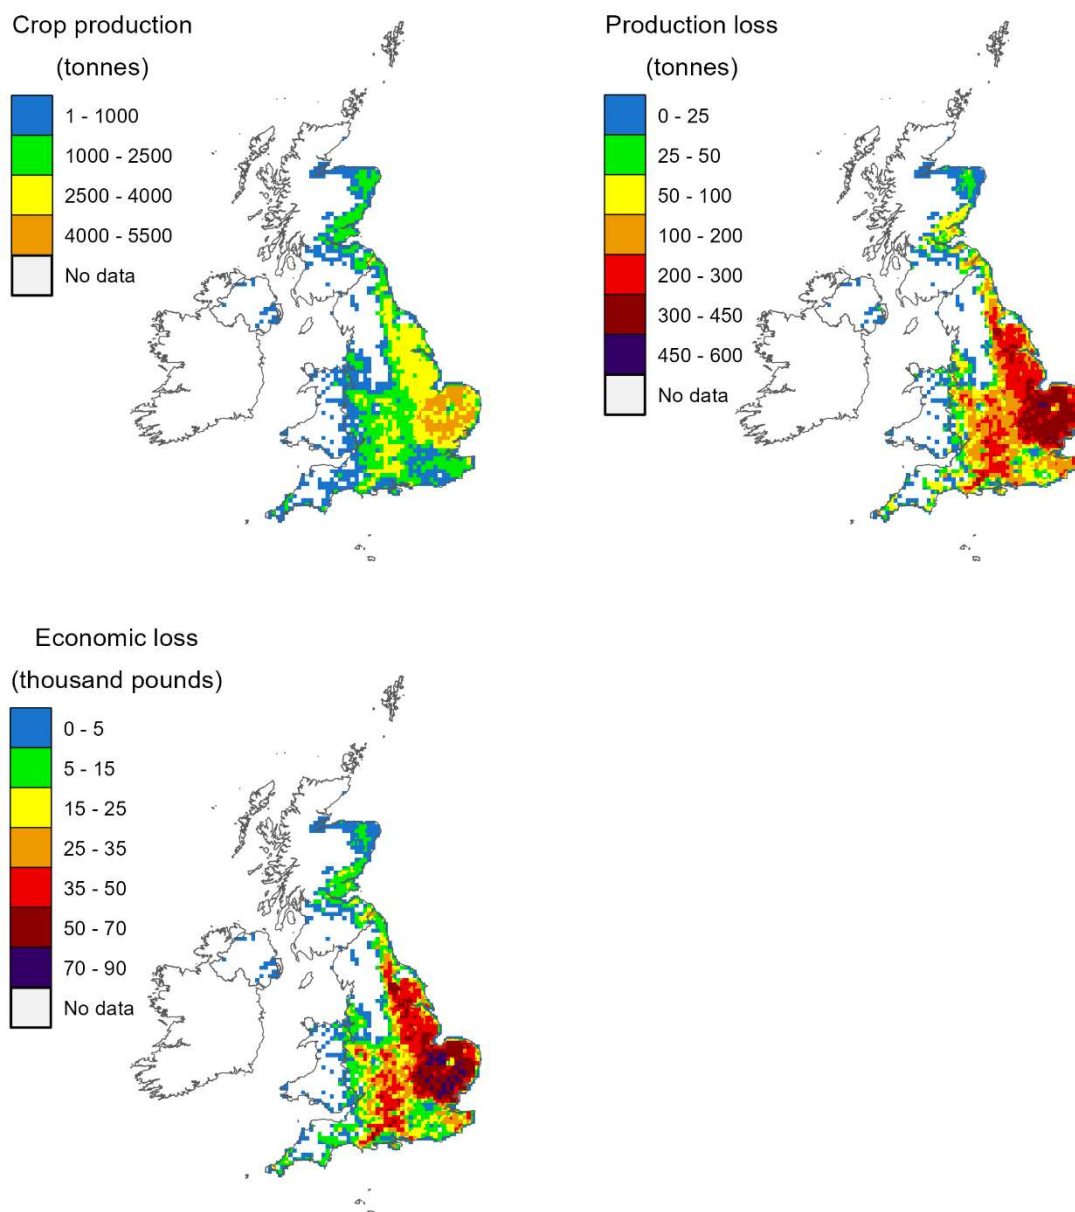 Crop production
(tonnes)
1 - 1000
1000 - 2500
2500 - 4000
4000 - 5500
No data
Production loss
(tonnes)
0 - 25
25 - 50
50 - 100
100 - 200
200 - 300
300 - 450
450 - 600
No data
Economic loss
(thousand pounds)
0 - 5
5 - 15
15 - 25
25 - 35
35 - 50
50 - 70
70 - 90
No data